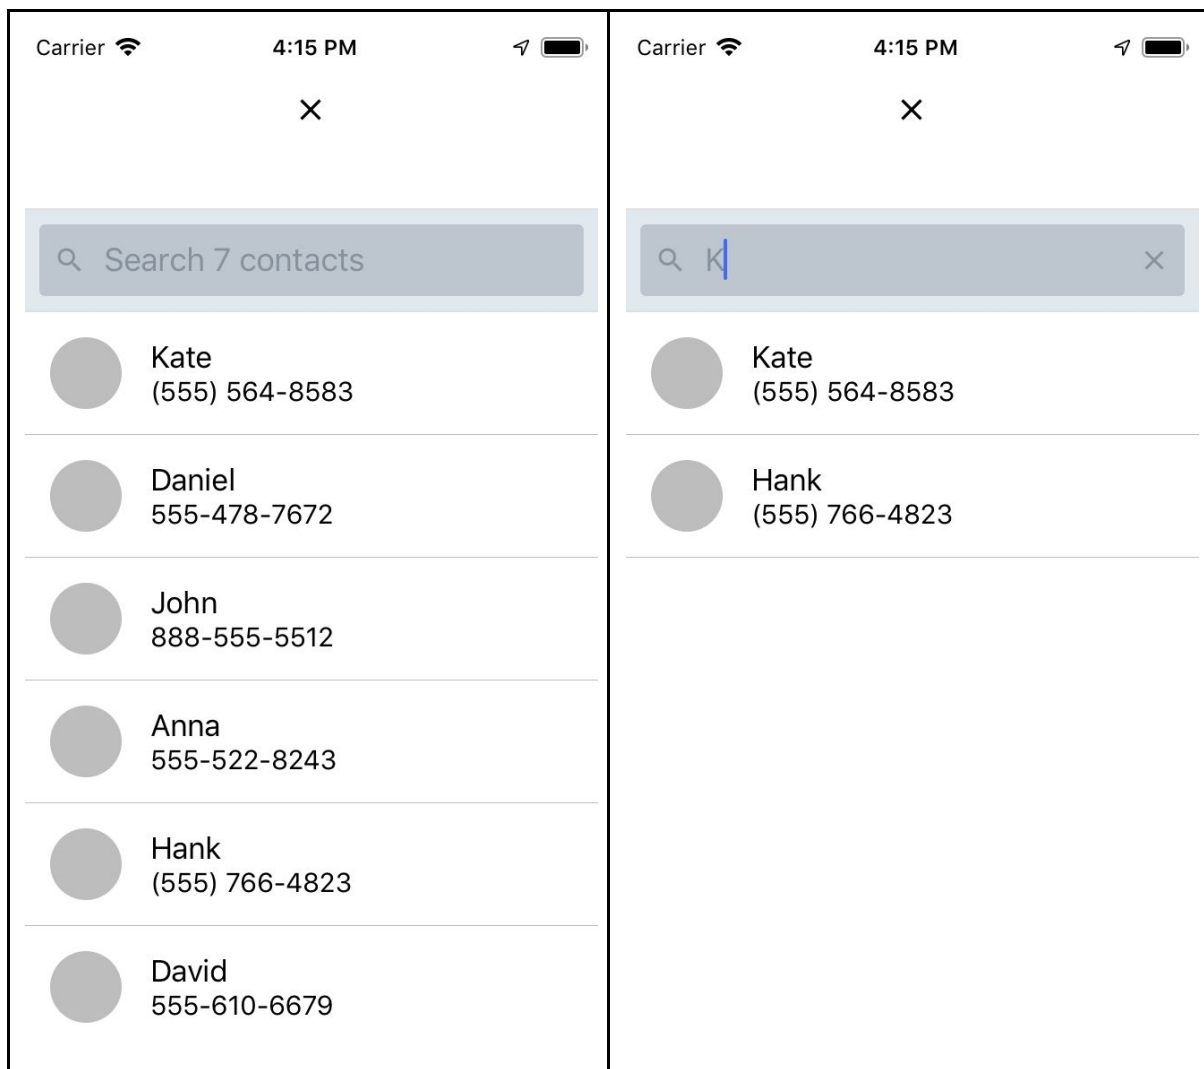 Carrier 4:15 PM
Search 7 contacts
Kate
(555) 564-8583
Daniel
555-478-7672
John
888-555-5512
Anna
555-522-8243
Hank
(555) 766-4823
David
555-610-6679
Carrier 4:15 PM
K
Kate
(555) 564-8583
Hank
(555) 766-4823